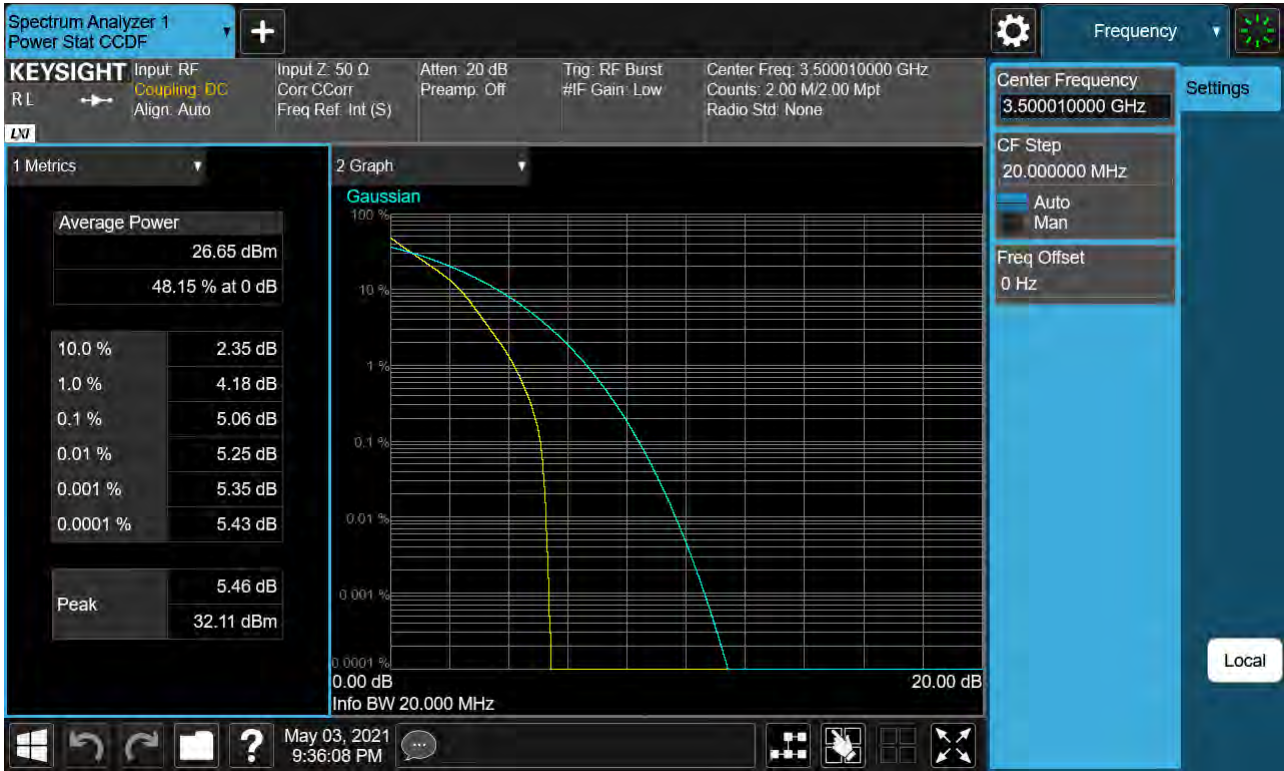 Spectrum Analyzer 1
Power Stat CCDF
+
Frequency
KEYSIGHT
RL
LXI
Input: RF
Coupling: DC
Align: Auto
Input Z: 50 Ω
Corr CCorr
Freq Ref: Int (S)
Atten: 20 dB
Preamp: Off
Trig: RF Burst
#IF Gain: Low
Center Freq: 3.500010000 GHz
Counts: 2.00 M/2.00 Mpt
Radio Std: None
Center Frequency
3.500010000 GHz
Settings
CF Step
20.000000 MHz
Auto
Man
Freq Offset
0 Hz
Local
1 Metrics
Average Power
26.65 dBm
48.15 % at 0 dB
10.0 % 2.35 dB
1.0 % 4.18 dB
0.1 % 5.06 dB
0.01 % 5.25 dB
0.001 % 5.35 dB
0.0001 % 5.43 dB
Peak
5.46 dB
32.11 dBm
2 Graph
Gaussian
100 %
10 %
1 %
0.1 %
0.01 %
0.001 %
0.0001 %
0.00 dB 20.00 dB
Info BW 20.000 MHz
?
May 03, 2021
9:36:08 PM